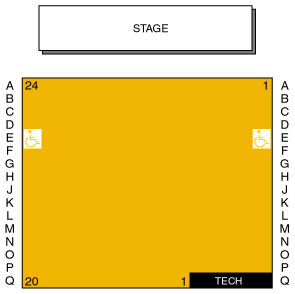 STAGE
A 24 1 A
B B
C C
D D
E E
F F
G G
H H
J J
K K
L L
M M
N N
O O
P P
Q 20 1 TECH Q